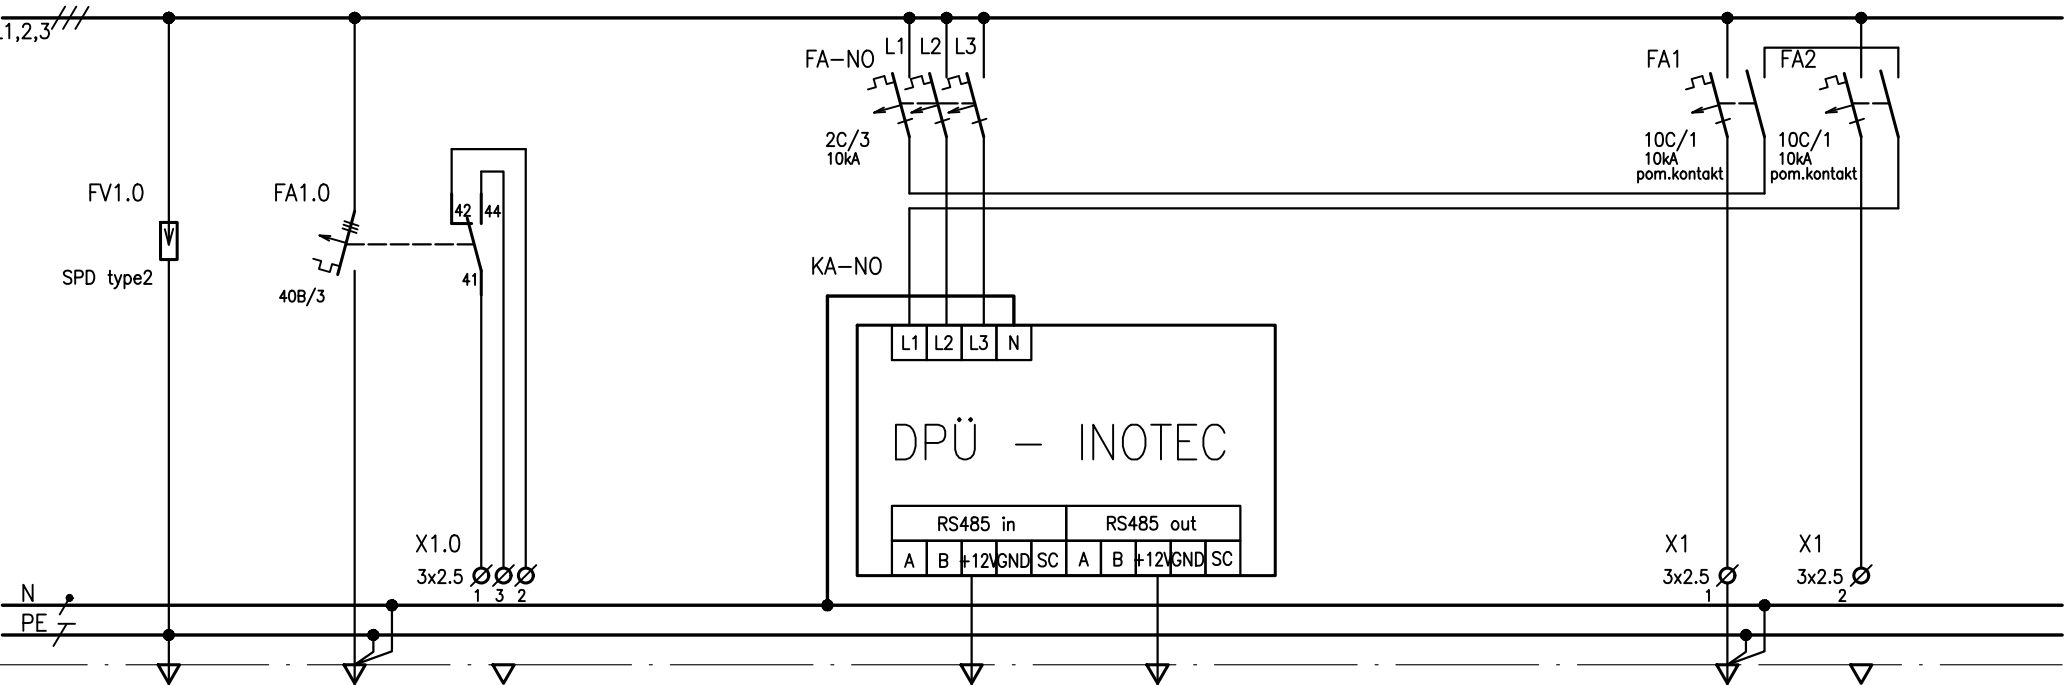 L1,2,3
FV1.0
SPD type2
FA1.0
40B/3
42 44
41
X1.0
3x2.5
1 3 2
FA-NO
L1 L2 L3
2C/3
10kA
KA-NO
L1 L2 L3 N
DPÜ - INOTEC
RS485 in RS485 out
A B +12V GND SC A B +12V GND SC
FA1
10C/1
10kA
pom.kontakt
FA2
10C/1
10kA
pom.kontakt
X1
3x2.5
1
X1
3x2.5
2
N
PE